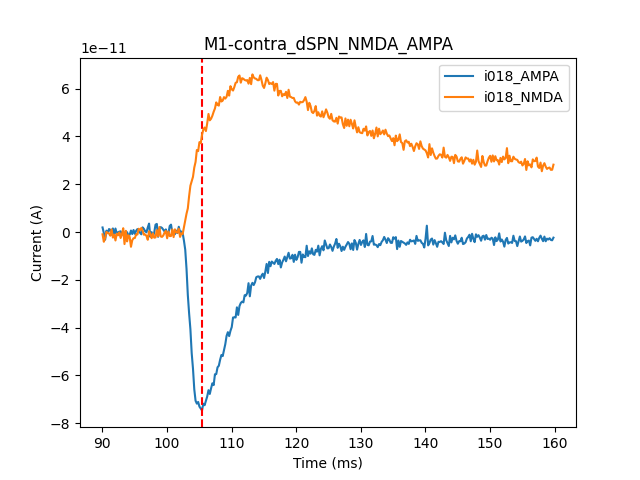 M1-contra_dSPN_NMDA_AMPA
1e−11
i018_AMPA
i018_NMDA
6
4
2
0
−2
−4
−6
−8
Current (A)
90 100 110 120 130 140 150 160
Time (ms)